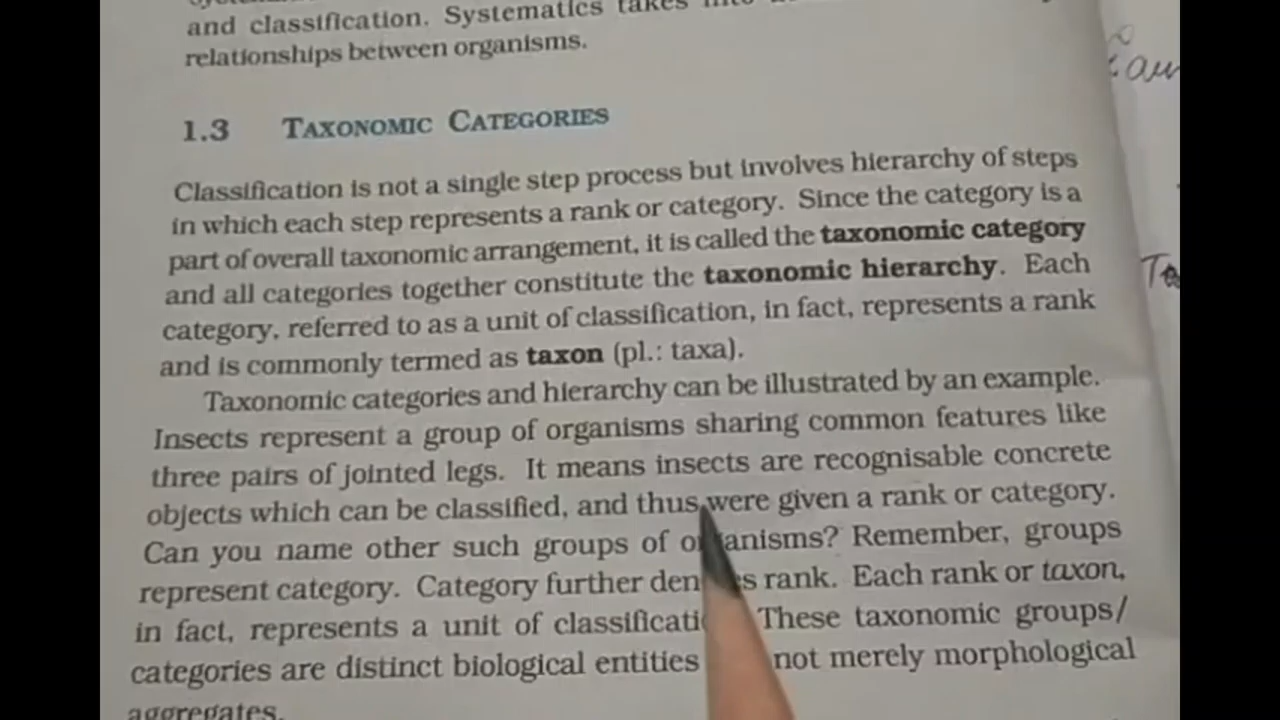 and classification. Systematics takes
relationships between organisms.
1.3 TAXONOMIC CATEGORIES
Classification is not a single step process but involves hierarchy of steps
in which each step represents a rank or category. Since the category is a
part of overall taxonomic arrangement, it is called the taxonomic category
and all categories together constitute the taxonomic hierarchy. Each
category, referred to as a unit of classification, in fact, represents a rank
and is commonly termed as taxon (pl.: taxa).
Taxonomic categories and hierarchy can be illustrated by an example.
Insects represent a group of organisms sharing common features like
three pairs of jointed legs. It means insects are recognisable concrete
objects which can be classified, and thus were given a rank or category.
Can you name other such groups of organisms? Remember, groups
represent category. Category further rank. Each rank or taxon,
in fact, represents a unit of These taxonomic groups/
categories are distinct biological entities not merely morphological
aggregates.